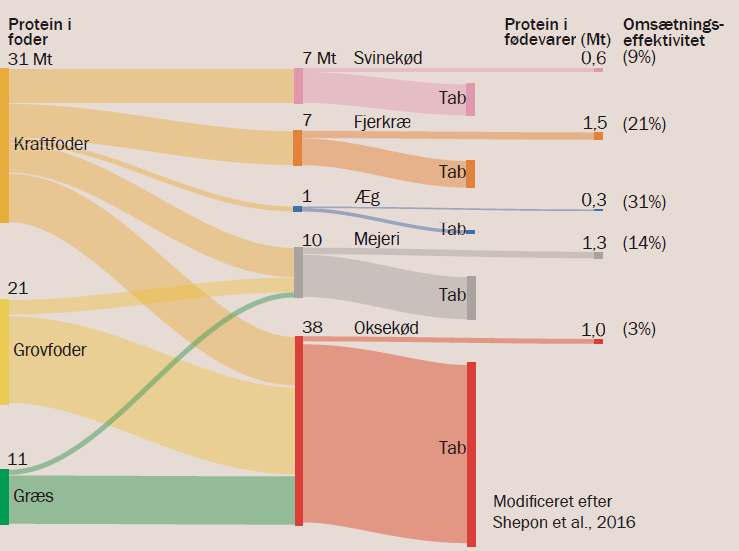 Protein i
foder
Protein i
fødevarer (Mt)
Omsætnings-
effektivitet
31 Mt
7 Mt Svinekød
0,6 (9%)
Tab
Kraftfoder
7 Fjerkræ
1,5 (21%)
Tab
1 Æg
0,3 (31%)
Tab
10 Mejeri
1,3 (14%)
Tab
21
Grovfoder
38 Oksekød
1,0 (3%)
Tab
11
Græs
Modificeret efter
Shepon et al., 2016